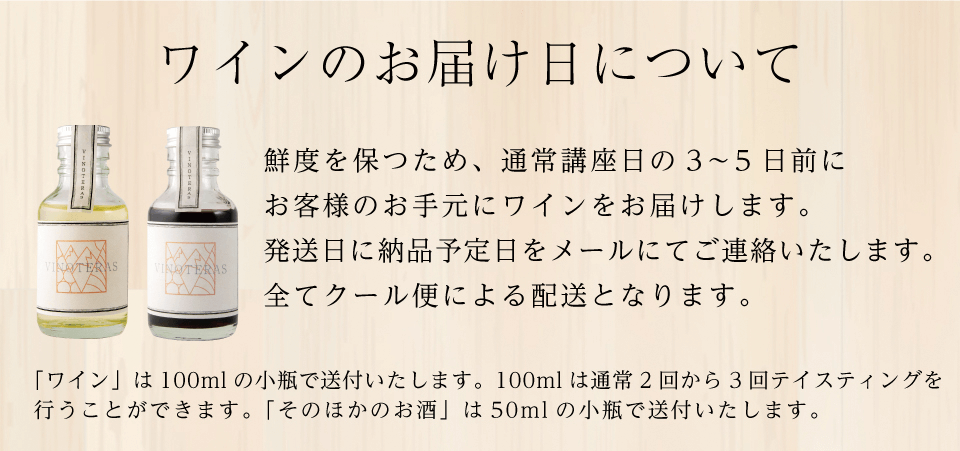 ワインのお届け日について
鮮度を保つため、通常講座日の3~5日前に
お客様のお手元にワインをお届けします。
発送日に納品予定日をメールにてご連絡いたします。
全てクール便による配送となります。
VINOTERAS
VINOTERAS
VINOTERAS
VINOTERAS
「ワイン」は100mlの小瓶で送付いたします。100mlは通常2回から3回テイスティングを
行うことができます。「そのほかのお酒」は50mlの小瓶で送付いたします。